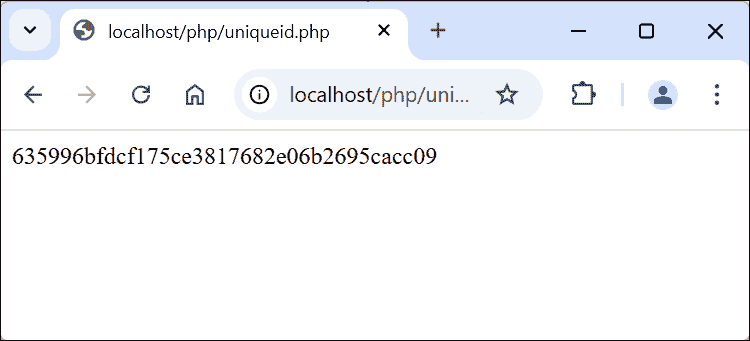 localhost/php/uniqueid.php
localhost/php/uni...
635996bfdcf175ce3817682e06b2695cacc09